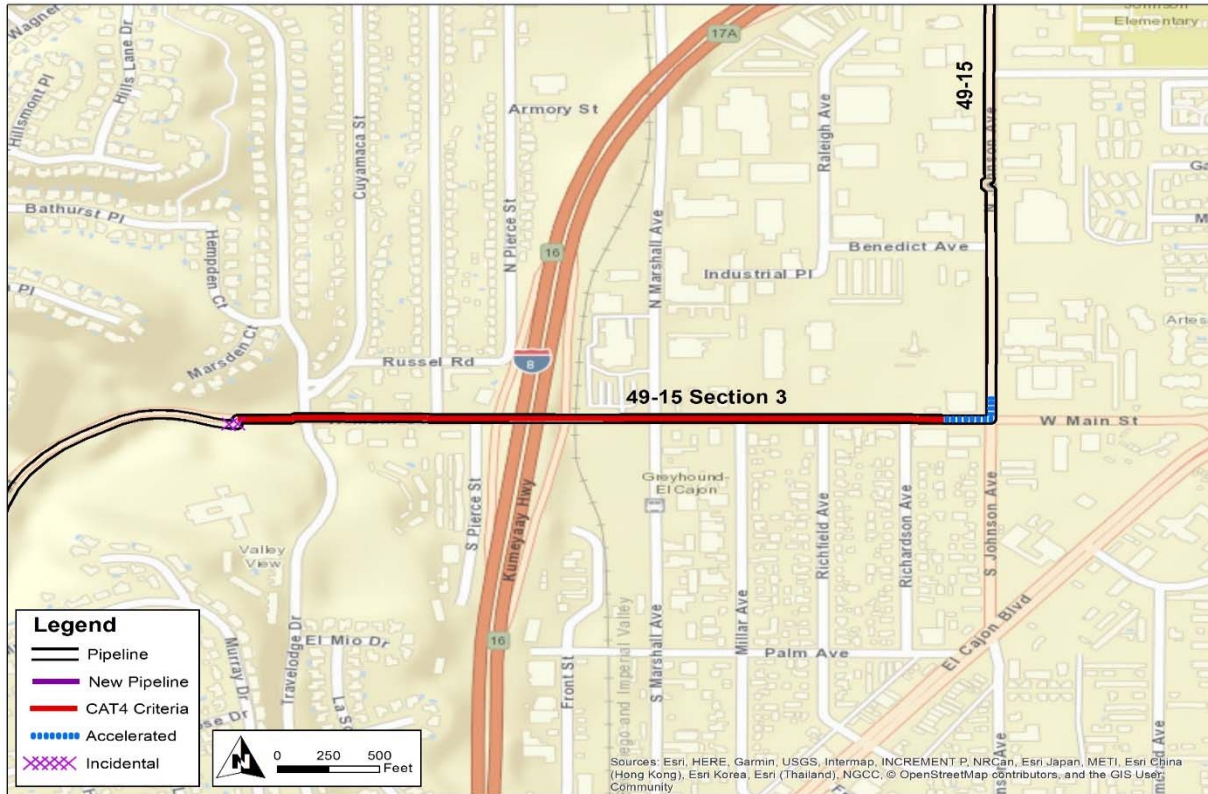 Wagner
Hills Lane Dr
Hillsmont Pl
Cuyamaca St
Armory St
N Pierce St
17A
Raleigh Ave
49-15
Elementary
Bathurst Pl
Hempden Ct
16
N Marshall Ave
Benedict Ave
Industrial Pl
Marsden Ct
Russel Rd
8
49-15 Section 3
W Main St
Greyhound-
El Cajon
S Pierce St
Kumeyaay Hwy
Valley
View
Travelodge Dr
Murray Dr
El Mio Dr
16
Front St
S Marshall Ave
Millar Ave
Richfield Ave
Richardson Ave
S Johnson Ave
El Cajon Blvd
Palm Ave
Legend
Pipeline
New Pipeline
CAT4 Criteria
Accelerated
Incidental
N
0 250 500
Feet
Sources: Esri, HERE, Garmin, USGS, Intermap, INCREMENT P, NRCan, Esri Japan, METI, Esri China
(Hong Kong), Esri Korea, Esri (Thailand), NGCC, © OpenStreetMap contributors, and the GIS User
Community